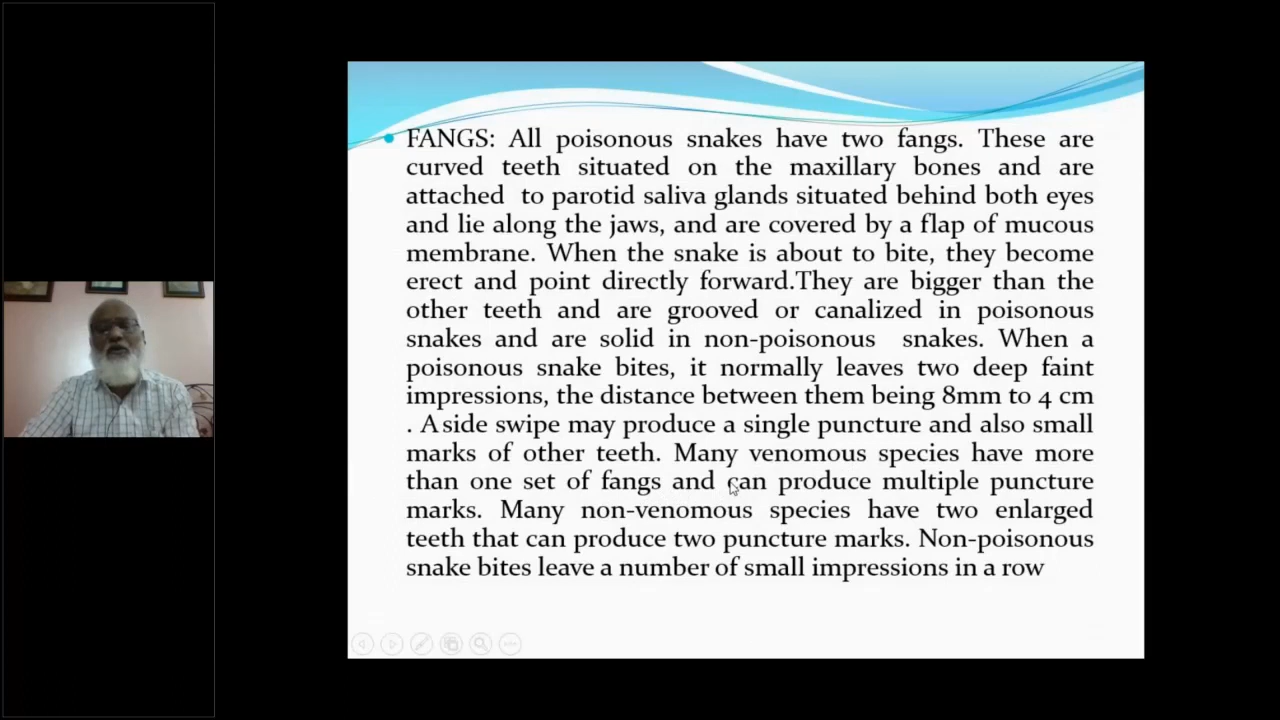 FANGS: All poisonous snakes have two fangs. These are
curved teeth situated on the maxillary bones and are
attached to parotid saliva glands situated behind both eyes
and lie along the jaws, and are covered by a flap of mucous
membrane. When the snake is about to bite, they become
erect and point directly forward.They are bigger than the
other teeth and are grooved or canalized in poisonous
snakes and are solid in non-poisonous snakes. When a
poisonous snake bites, it normally leaves two deep faint
impressions, the distance between them being 8mm to 4 cm
. A side swipe may produce a single puncture and also small
marks of other teeth. Many venomous species have more
than one set of fangs and can produce multiple puncture
marks. Many non-venomous species have two enlarged
teeth that can produce two puncture marks. Non-poisonous
snake bites leave a number of small impressions in a row